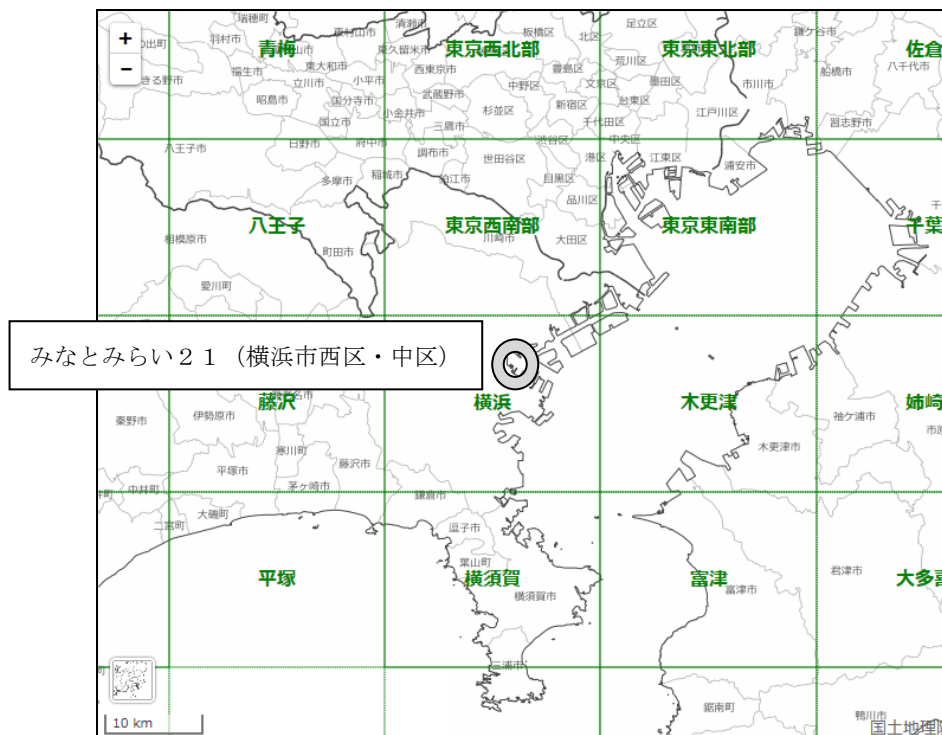 瑞穂町
清瀬市
足立区
羽村市
東村山市
板橋区
北区
鎌ケ谷市
+
日の出町
青梅
東久留米市
東京西北部
荒川区
東京東北部
船橋市
佐倉
福生市
東大和市
西東京市
豊島区
八千代市
−
きる野市
立川市
小平市
武蔵野市
中野区
文京区
墨田区
市川市
昭島市
国分寺市
小金井市
杉並区
新宿区
台東区
江戸川区
国立市
三鷹市
千代田区
習志野市
八王子市
日野市
府中市
調布市
世田谷区
渋谷区
中央区
港区
江東区
浦安市
多摩市
稲城市
狛江市
目黒区
品川区
八王子
東京西南部
東京東南部
千葉
相模原市
町田市
川崎市
大田区
愛川町
みなとみらい21（横浜市西区・中区）
藤沢
横浜
木更津
姉崎
秦野市
伊勢原市
袖ケ浦市
市原
寒川町
藤沢市
木更津市
平塚市
中井町
茅ヶ崎市
鎌倉市
大磯町
二宮町
逗子市
葉山町
平塚
横須賀
富津
君津市
大多喜
横須賀市
富津市
三浦市
鋸南町
鴨川市
10 km
国土地理院